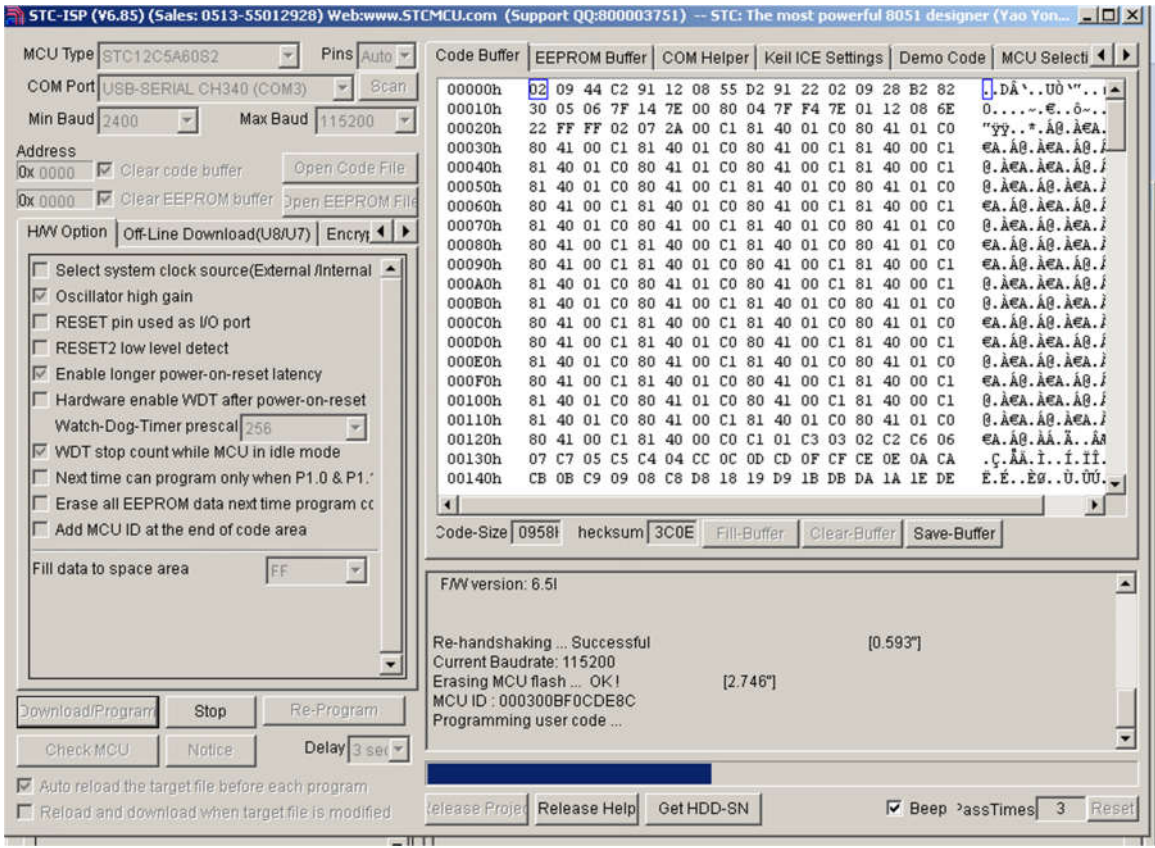 STC-ISP (V6.85) (Sales: 0513-55012928) Web:www.STCMCU.com (Support QQ:800003751) -- STC: The most powerful 8051 designer (Yao Yon...
MCU Type STC12C5A60S2 Pins Auto
COM Port USB-SERIAL CH340 (COM3) Scan
Min Baud 2400 Max Baud 115200
Address
0x 0000 Clear code buffer Open Code File
0x 0000 Clear EEPROM buffer Open EEPROM File
H/W Option Off-Line Download(U8/U7) Encry
Select system clock source(External /Internal
Oscillator high gain
RESET pin used as I/O port
RESET2 low level detect
Enable longer power-on-reset latency
Hardware enable WDT after power-on-reset
Watch-Dog-Timer prescal 256
WDT stop count while MCU in idle mode
Next time can program only when P1.0 & P1.
Erase all EEPROM data next time program cc
Add MCU ID at the end of code area
Fill data to space area FF
Download/Program Stop Re-Program
Check MCU Notice Delay 3 sec
Auto reload the target file before each program
Reload and download when target file is modified
Code Buffer EEPROM Buffer COM Helper Keil ICE Settings Demo Code MCU Selecti
00000h 02 09 44 C2 91 12 08 55 D2 91 22 02 09 28 B2 82
00010h 30 05 06 7F 14 7E 00 80 04 7F F4 7E 01 12 08 6E
00020h 22 FF FF 02 07 2A 00 C1 81 40 01 C0 80 41 01 C0
00030h 80 41 00 C1 81 40 01 C0 80 41 00 C1 81 40 00 C1
00040h 81 40 01 C0 80 41 01 C0 80 41 00 C1 81 40 00 C1
00050h 81 40 01 C0 80 41 00 C1 81 40 01 C0 80 41 01 C0
00060h 80 41 00 C1 81 40 01 C0 80 41 00 C1 81 40 01 C0
00070h 81 40 01 C0 80 41 00 C1 81 40 01 C0 80 41 01 C0
00080h 80 41 00 C1 81 40 00 C1 81 40 01 C0 80 41 01 C0
00090h 80 41 00 C1 81 40 01 C0 80 41 00 C1 81 40 00 C1
000A0h 81 40 01 C0 80 41 01 C0 80 41 00 C1 81 40 00 C1
000B0h 81 40 01 C0 80 41 00 C1 81 40 01 C0 80 41 01 C0
000C0h 80 41 00 C1 81 40 00 C1 81 40 01 C0 80 41 01 C0
000D0h 80 41 00 C1 81 40 01 C0 80 41 00 C1 81 40 00 C1
000E0h 81 40 01 C0 80 41 00 C1 81 40 01 C0 80 41 01 C0
000F0h 80 41 00 C1 81 40 01 C0 80 41 00 C1 81 40 00 C1
00100h 81 40 01 C0 80 41 01 C0 80 41 00 C1 81 40 00 C1
00110h 81 40 01 C0 80 41 00 C1 81 40 01 C0 80 41 01 C0
00120h 80 41 00 C1 81 40 00 C0 C1 01 C3 03 02 C2 C6 06
00130h 07 C7 05 C5 C4 04 CC 0C 0D CD 0F CF CE 0E 0A CA
00140h CB 0B C9 09 08 C8 D8 18 19 D9 1B DB DA 1A 1E DE
Code-Size 0958 hecksum 3C0E Fill-Buffer Clear-Buffer Save-Buffer
F/W version: 6.5I
Re-handshaking ... Successful [0.593"]
Current Baudrate: 115200
Erasing MCU flash ... OK! [2.746"]
MCU ID : 000300BF0CDE8C
Programming user code ...
Release Projec Release Help Get HDD-SN Beep PassTimes 3 Reset